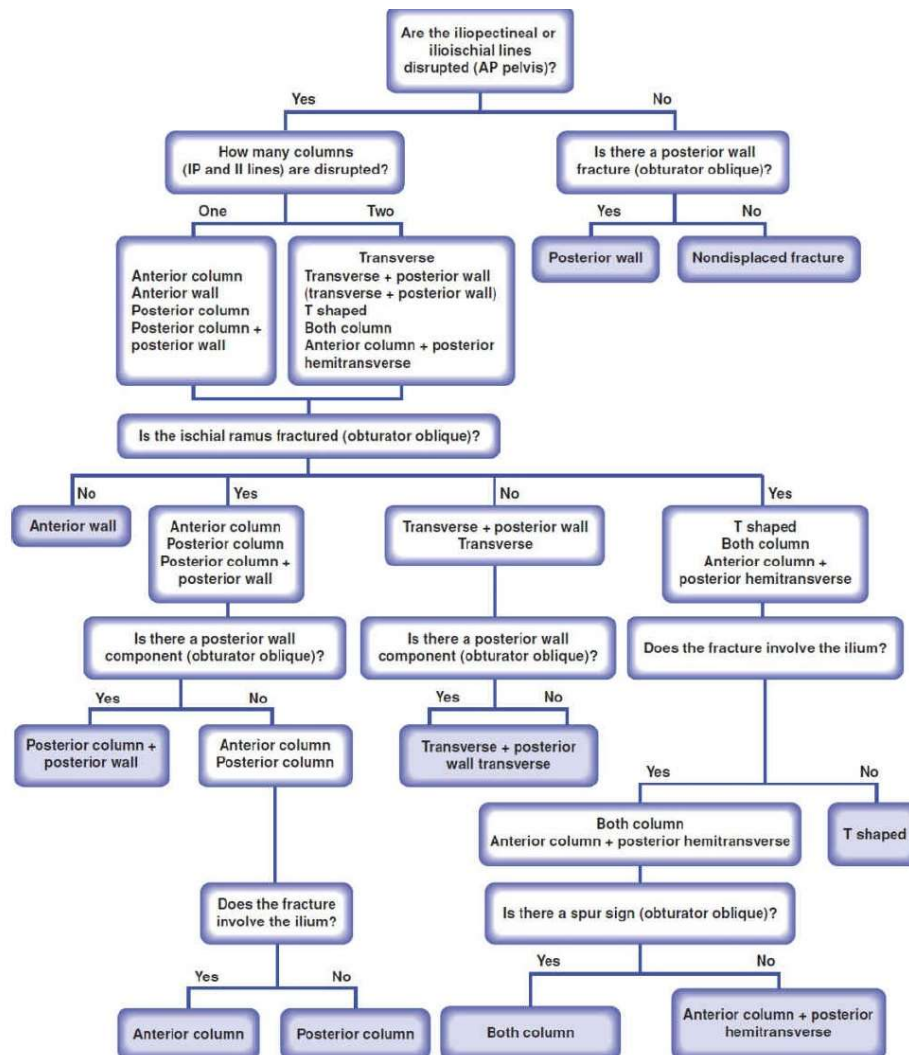 Are the iliopectineal or
ilioischial lines
disrupted (AP pelvis)?
Yes
No
How many columns
(IP and II lines) are disrupted?
Is there a posterior wall
fracture (obturator oblique)?
One
Two
Yes
No
Anterior column
Anterior wall
Posterior column
Posterior column +
posterior wall
Transverse
Transverse + posterior wall
(transverse + posterior wall)
T shaped
Both column
Anterior column + posterior
hemitransverse
Posterior wall
Nondisplaced fracture
Is the ischial ramus fractured (obturator oblique)?
No
Yes
No
Yes
Anterior wall
Anterior column
Posterior column
Posterior column +
posterior wall
Transverse + posterior wall
Transverse
T shaped
Both column
Anterior column +
posterior hemitransverse
Is there a posterior wall
component (obturator oblique)?
Is there a posterior wall
component (obturator oblique)?
Does the fracture involve the ilium?
Yes
No
Yes
No
Posterior column +
posterior wall
Anterior column
Posterior column
Transverse + posterior
wall transverse
Yes
No
Both column
Anterior column + posterior hemitransverse
T shaped
Does the fracture
involve the ilium?
Is there a spur sign (obturator oblique)?
Yes
No
Yes
No
Anterior column
Posterior column
Both column
Anterior column + posterior
hemitransverse